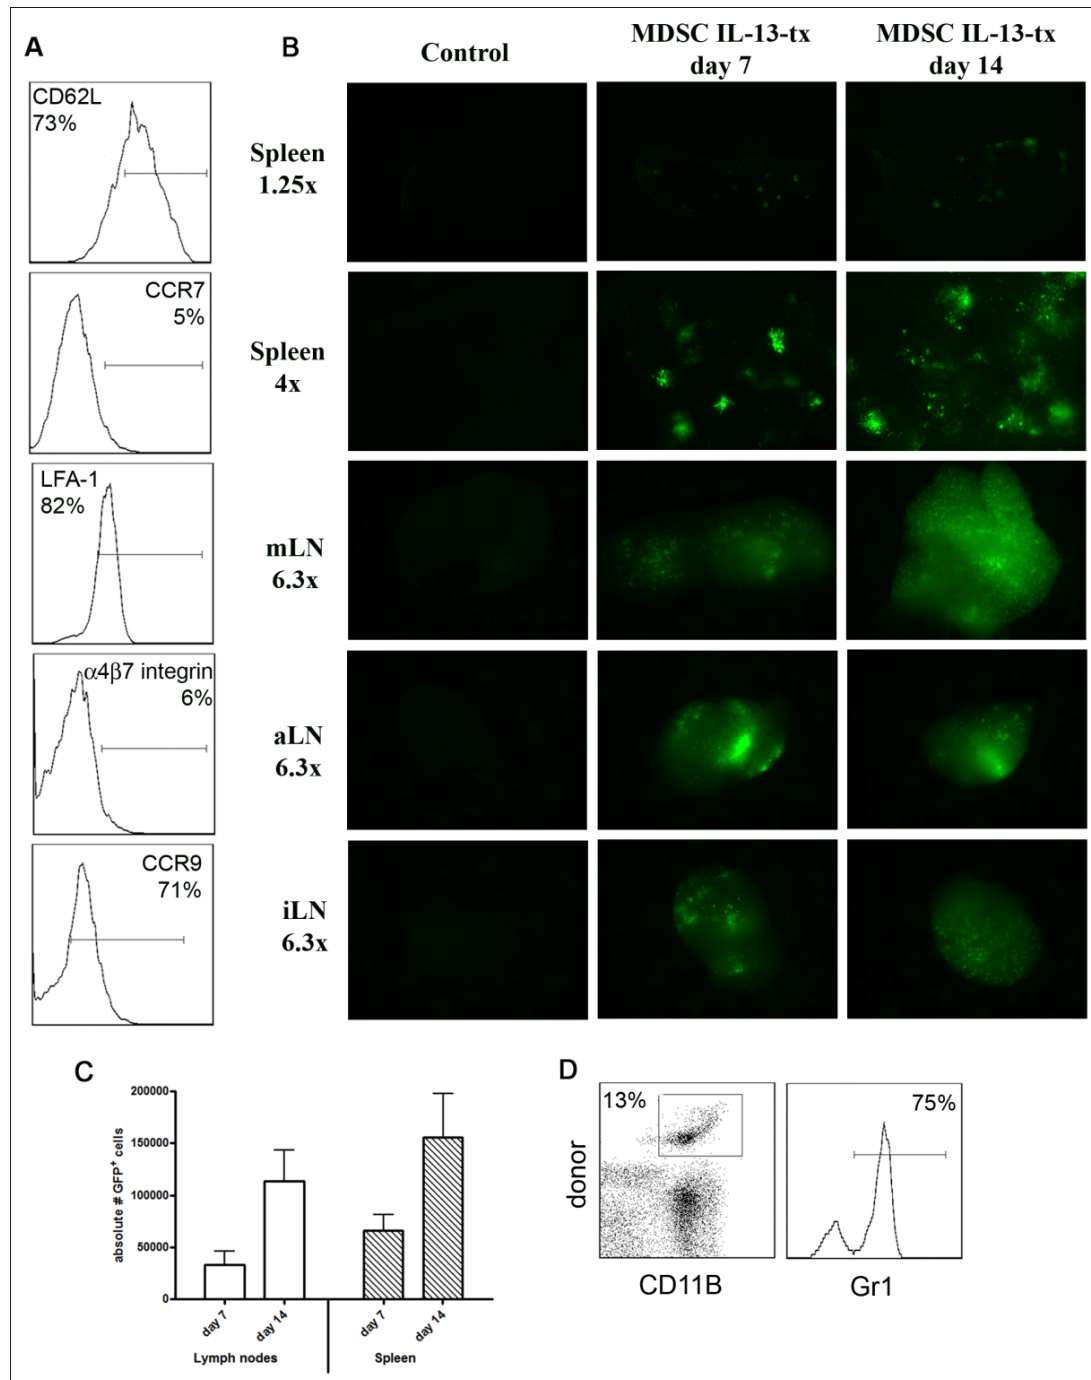 A
B
Control
MDSC IL-13-tx
day 7
MDSC IL-13-tx
day 14
CD62L
73%
CCR7
5%
LFA-1
82%
α4β7 integrin
6%
CCR9
71%
Spleen
1.25x
Spleen
4x
mLN
6.3x
aLN
6.3x
iLN
6.3x
C
absolute # GFP⁺ cells
200000
150000
100000
50000
0
day 7
day 14
day 7
day 14
Lymph nodes
Spleen
D
13%
donor
CD11B
75%
Gr1